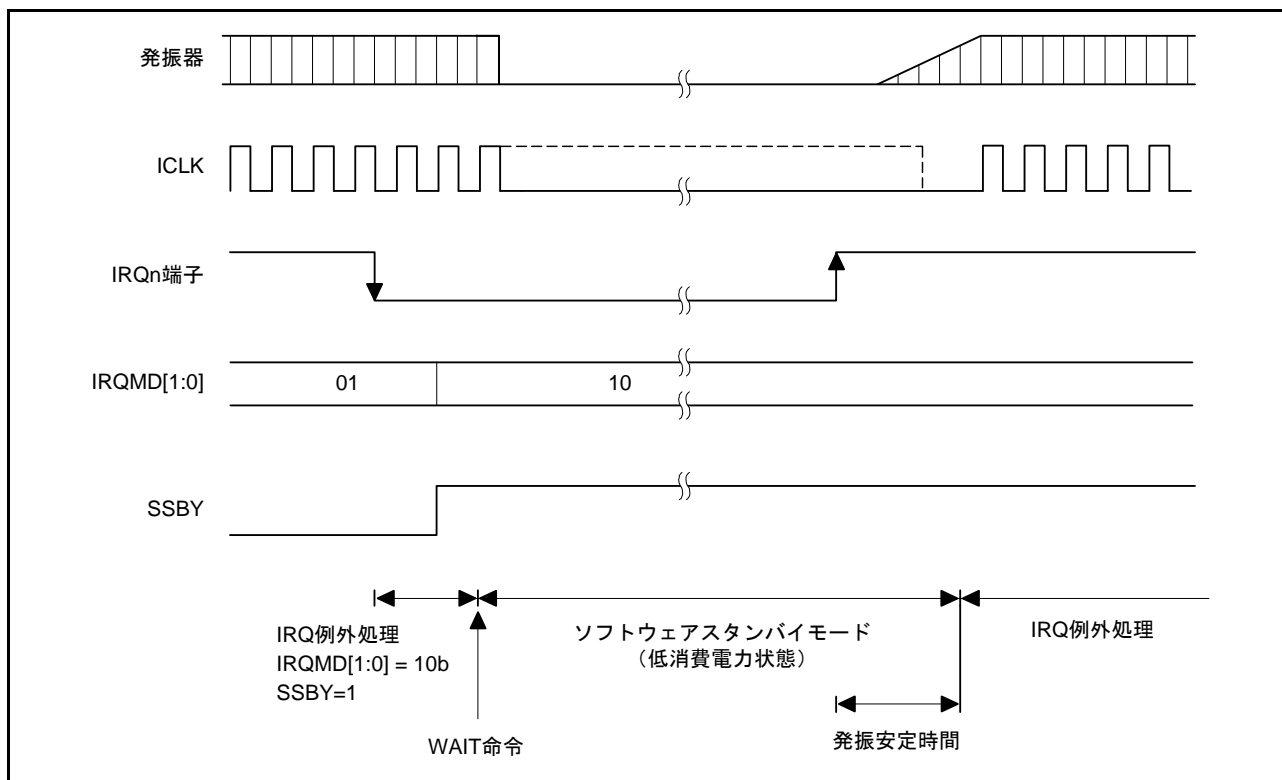 発振器
ICLK
IRQn端子
IRQMD[1:0]
01
10
SSBY
IRQ例外処理
IRQMD[1:0] = 10b
SSBY=1
WAIT命令
ソフトウェアスタンバイモード
（低消費電力状態）
発振安定時間
IRQ例外処理